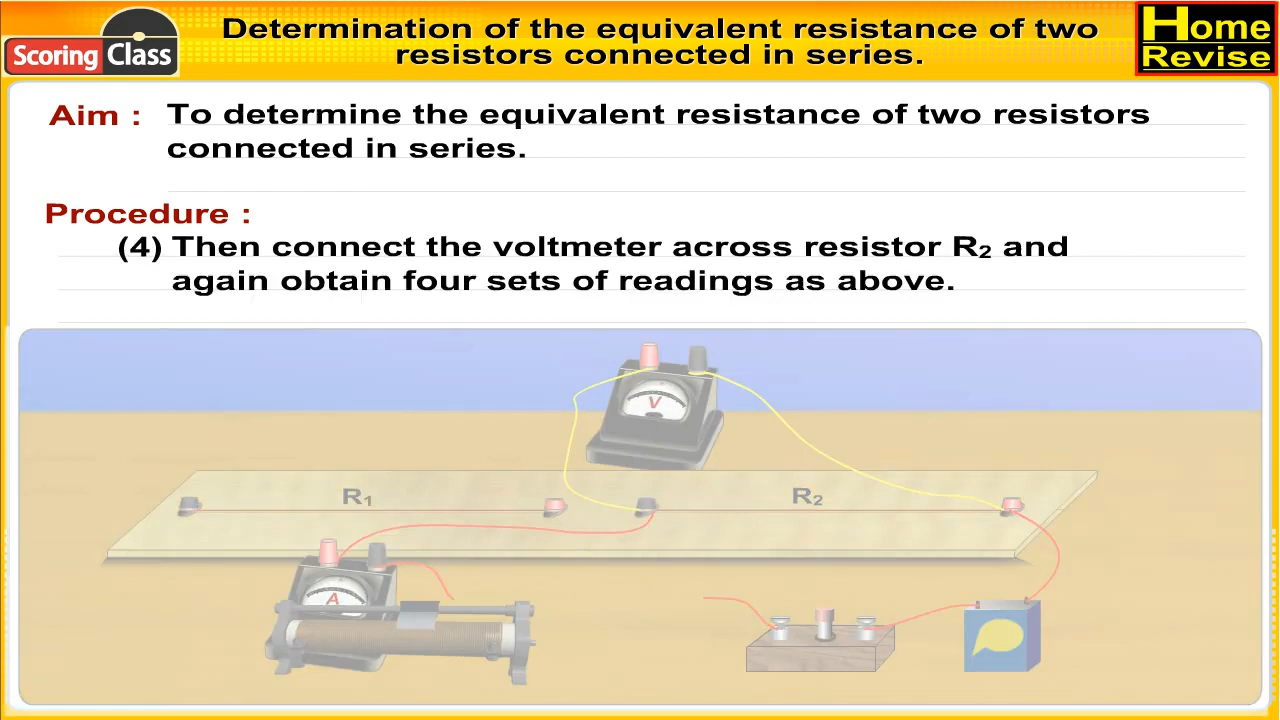 Scoring Class
Determination of the equivalent resistance of two
resistors connected in series.
Home
Revise
Aim : To determine the equivalent resistance of two resistors
connected in series.
Procedure :
(4) Then connect the voltmeter across resistor R₂ and
again obtain four sets of readings as above.
V
R₁
R₂
A